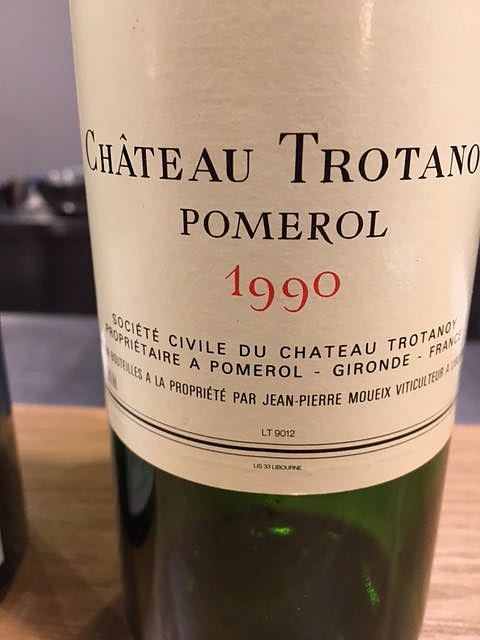 CHÂTEAU TROTANO
POMEROL
1990
SOCIÉTÉ CIVILE DU CHATEAU TROTANOY
PROPRIÉTAIRE A POMEROL - GIRONDE - FRANCE
BOUTEILLES A LA PROPRIÉTÉ PAR JEAN-PIERRE MOUEIX VITICULTEUR A
LT 9012
LIS 33 LIBOURNE